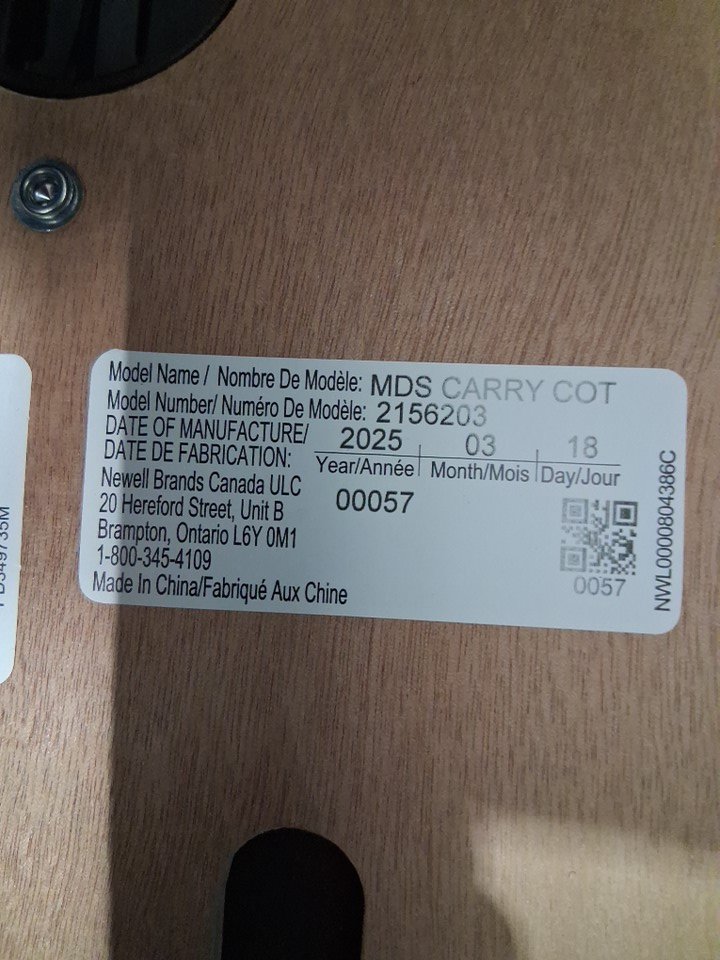 Model Name / Nombre De Modèle: MDS CARRY COT
Model Number/ Numéro De Modèle: 2156203
DATE OF MANUFACTURE/ DATE DE FABRICATION: 2025 03 18
Year/Année Month/Mois Day/Jour
Newell Brands Canada ULC
00057
20 Hereford Street, Unit B
Brampton, Ontario L6Y 0M1
1-800-345-4109
Made In China/Fabriqué Aux Chine
0057
NWL0000804386C